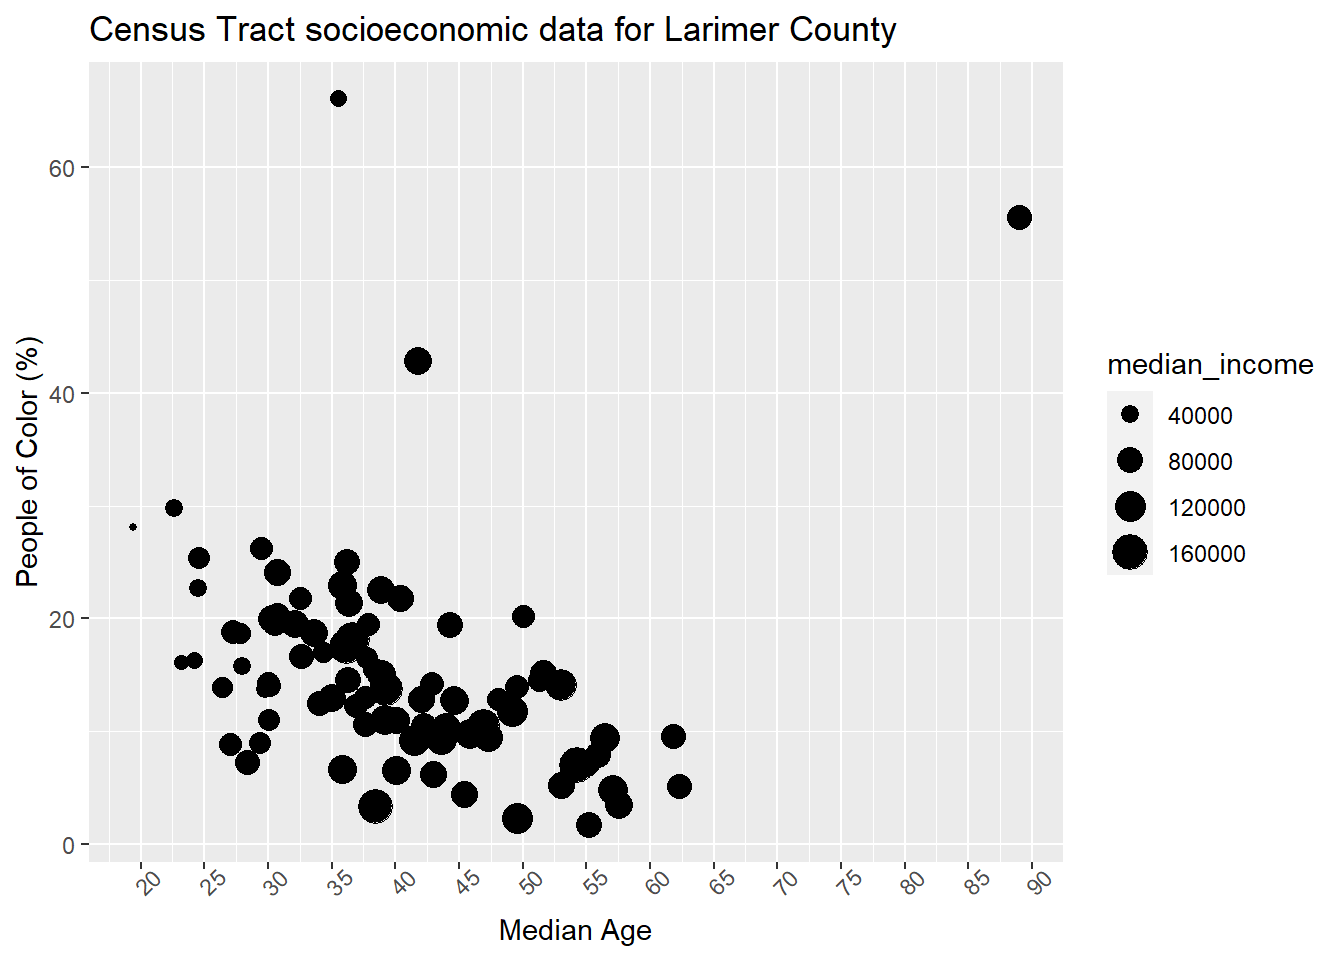 Census Tract socioeconomic data for Larimer County
60
40
20
0
People of Color (%)
20 25 30 35 40 45 50 55 60 65 70 75 80 85 90
Median Age
median_income
40000
80000
120000
160000